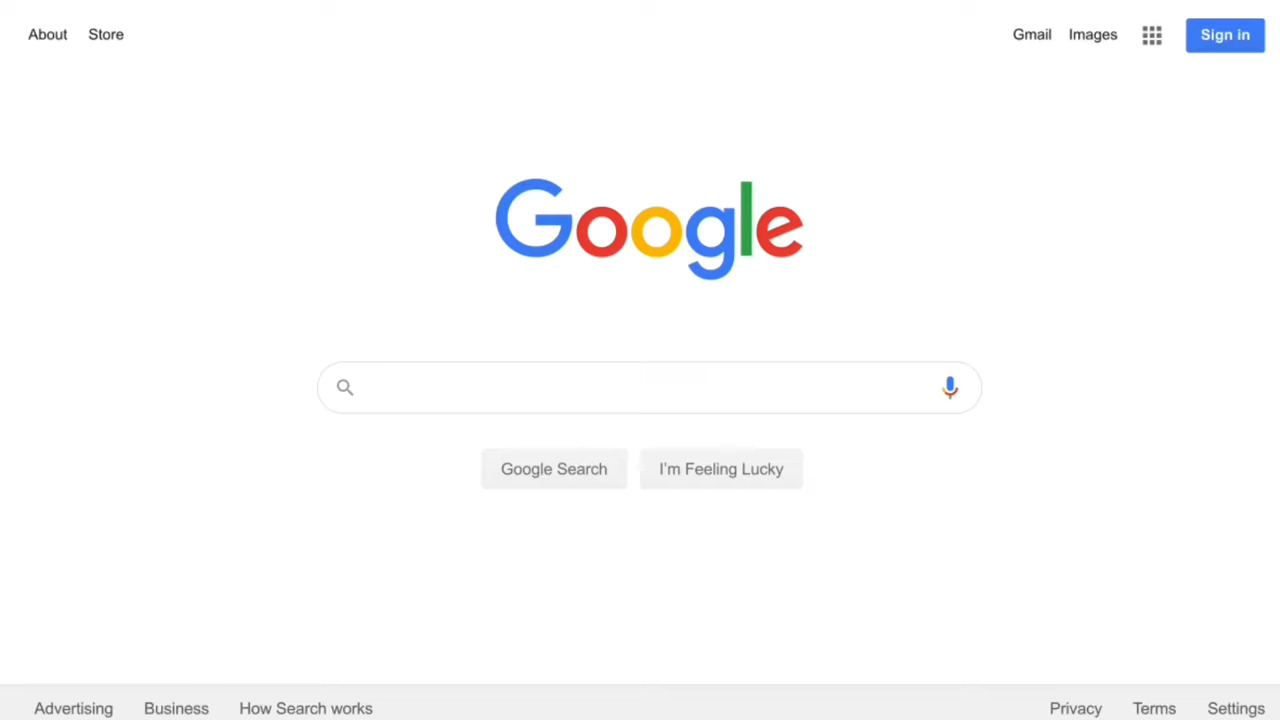 About Store Gmail Images Sign in
Google
Google Search I'm Feeling Lucky
Advertising Business How Search works Privacy Terms Settings